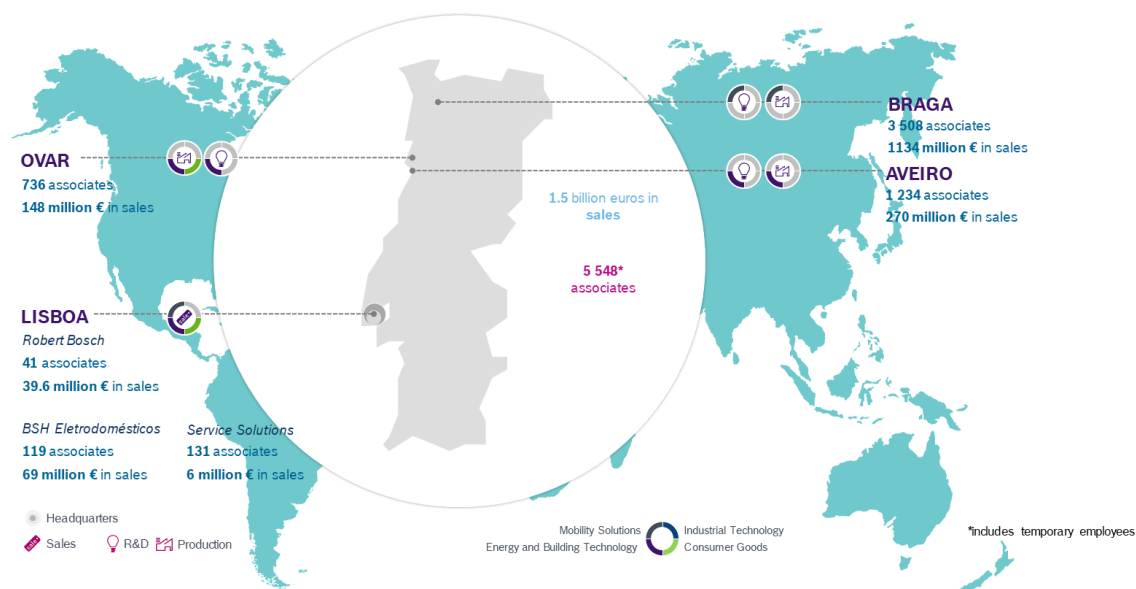 OVAR
736 associates
148 million € in sales
BRAGA
3 508 associates
1134 million € in sales
AVEIRO
1 234 associates
270 million € in sales
1.5 billion euros in
sales
5 548*
associates
LISBOA
Robert Bosch
41 associates
39.6 million € in sales
BSH Eletrodomésticos
119 associates
69 million € in sales
Service Solutions
131 associates
6 million € in sales
Headquarters
Sales
R&D
Production
Mobility Solutions
Industrial Technology
Energy and Building Technology
Consumer Goods
*includes temporary employees